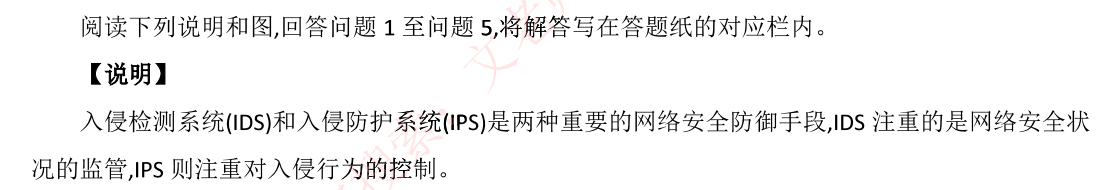 阅读下列说明和图,回答问题 1 至问题 5,将解答写在答题纸的对应栏内。
【说明】
入侵检测系统(IDS)和入侵防护系统(IPS)是两种重要的网络安全防御手段,IDS 注重的是网络安全状
况的监管,IPS 则注重对入侵行为的控制。